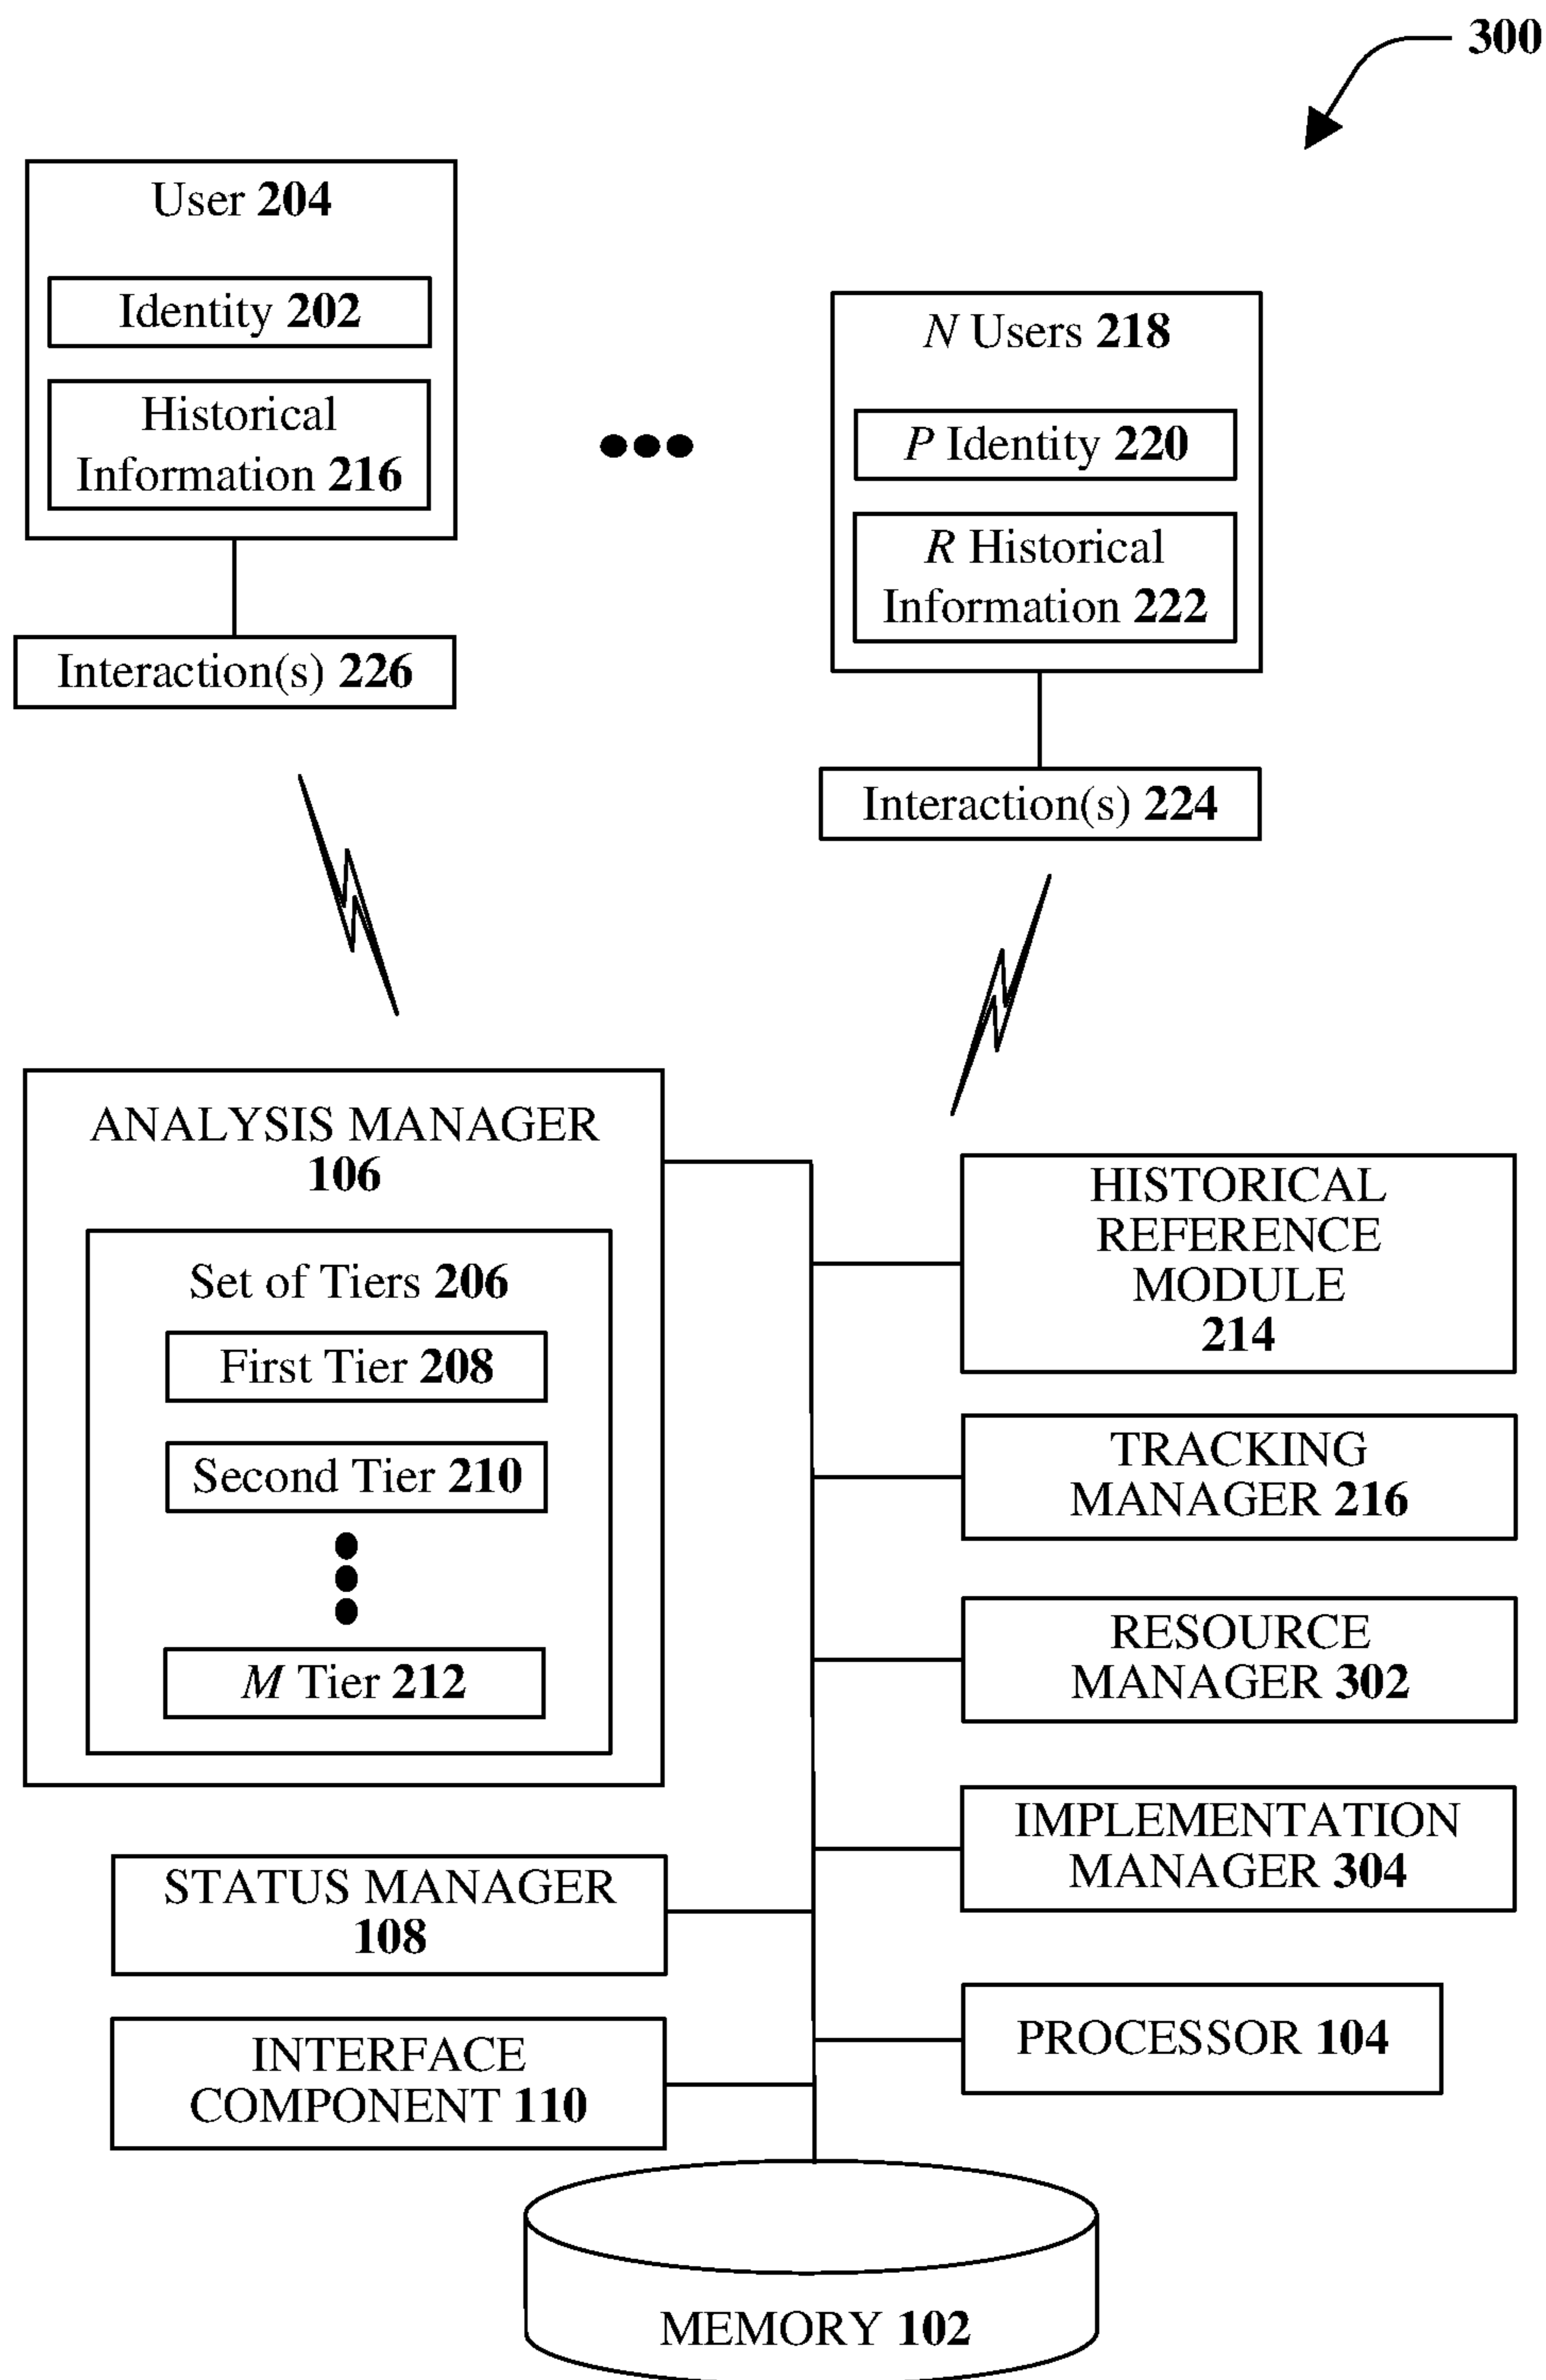 300
User 204
Identity 202
Historical
Information 216
N Users 218
P Identity 220
R Historical
Information 222
Interaction(s) 226
Interaction(s) 224
ANALYSIS MANAGER
106
Set of Tiers 206
First Tier 208
Second Tier 210
M Tier 212
HISTORICAL
REFERENCE
MODULE
214
TRACKING
MANAGER 216
RESOURCE
MANAGER 302
IMPLEMENTATION
MANAGER 304
STATUS MANAGER
108
PROCESSOR 104
INTERFACE
COMPONENT 110
MEMORY 102